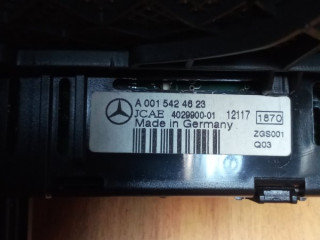 A 001 542 46 23
JCAE 4029900-01 12117 1870
Made in Germany ZGS001
Q03